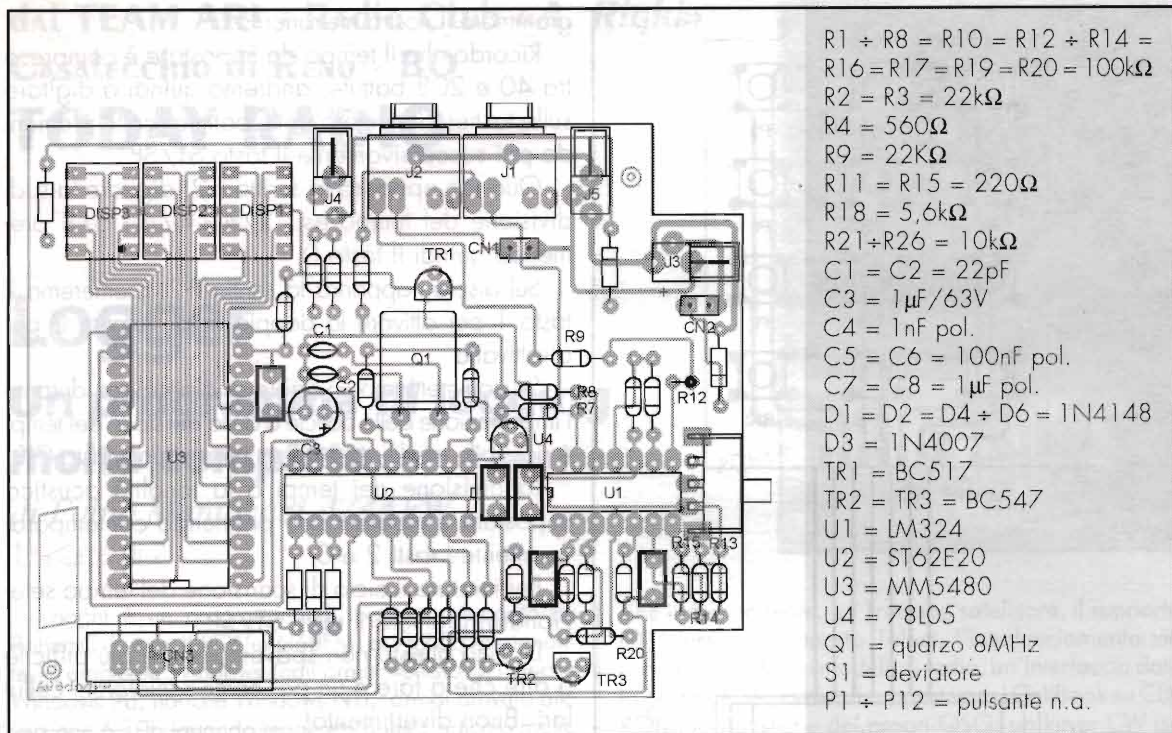 R1 ÷ R8 = R10 = R12 ÷ R14 =
R16 = R17 = R19 = R20 = 100kΩ
R2 = R3 = 22kΩ
R4 = 560Ω
R9 = 22KΩ
R11 = R15 = 220Ω
R18 = 5,6kΩ
R21÷R26 = 10kΩ
C1 = C2 = 22pF
C3 = 1µF/63V
C4 = 1nF pol.
C5 = C6 = 100nF pol.
C7 = C8 = 1µF pol.
D1 = D2 = D4 ÷ D6 = 1N4148
D3 = 1N4007
TR1 = BC517
TR2 = TR3 = BC547
U1 = LM324
U2 = ST62E20
U3 = MM5480
U4 = 78L05
Q1 = quarzo 8MHz
S1 = deviatore
P1 ÷ P12 = pulsante n.a.
J4
J2
J1
J5
DISP3
CN1
TR1
J3
CN2
C1
C2
Q1
R9
R8
R7
R12
U4
C3
U3
U2
U1
R15
R13
R14
R20
CN3
TR2
TR3